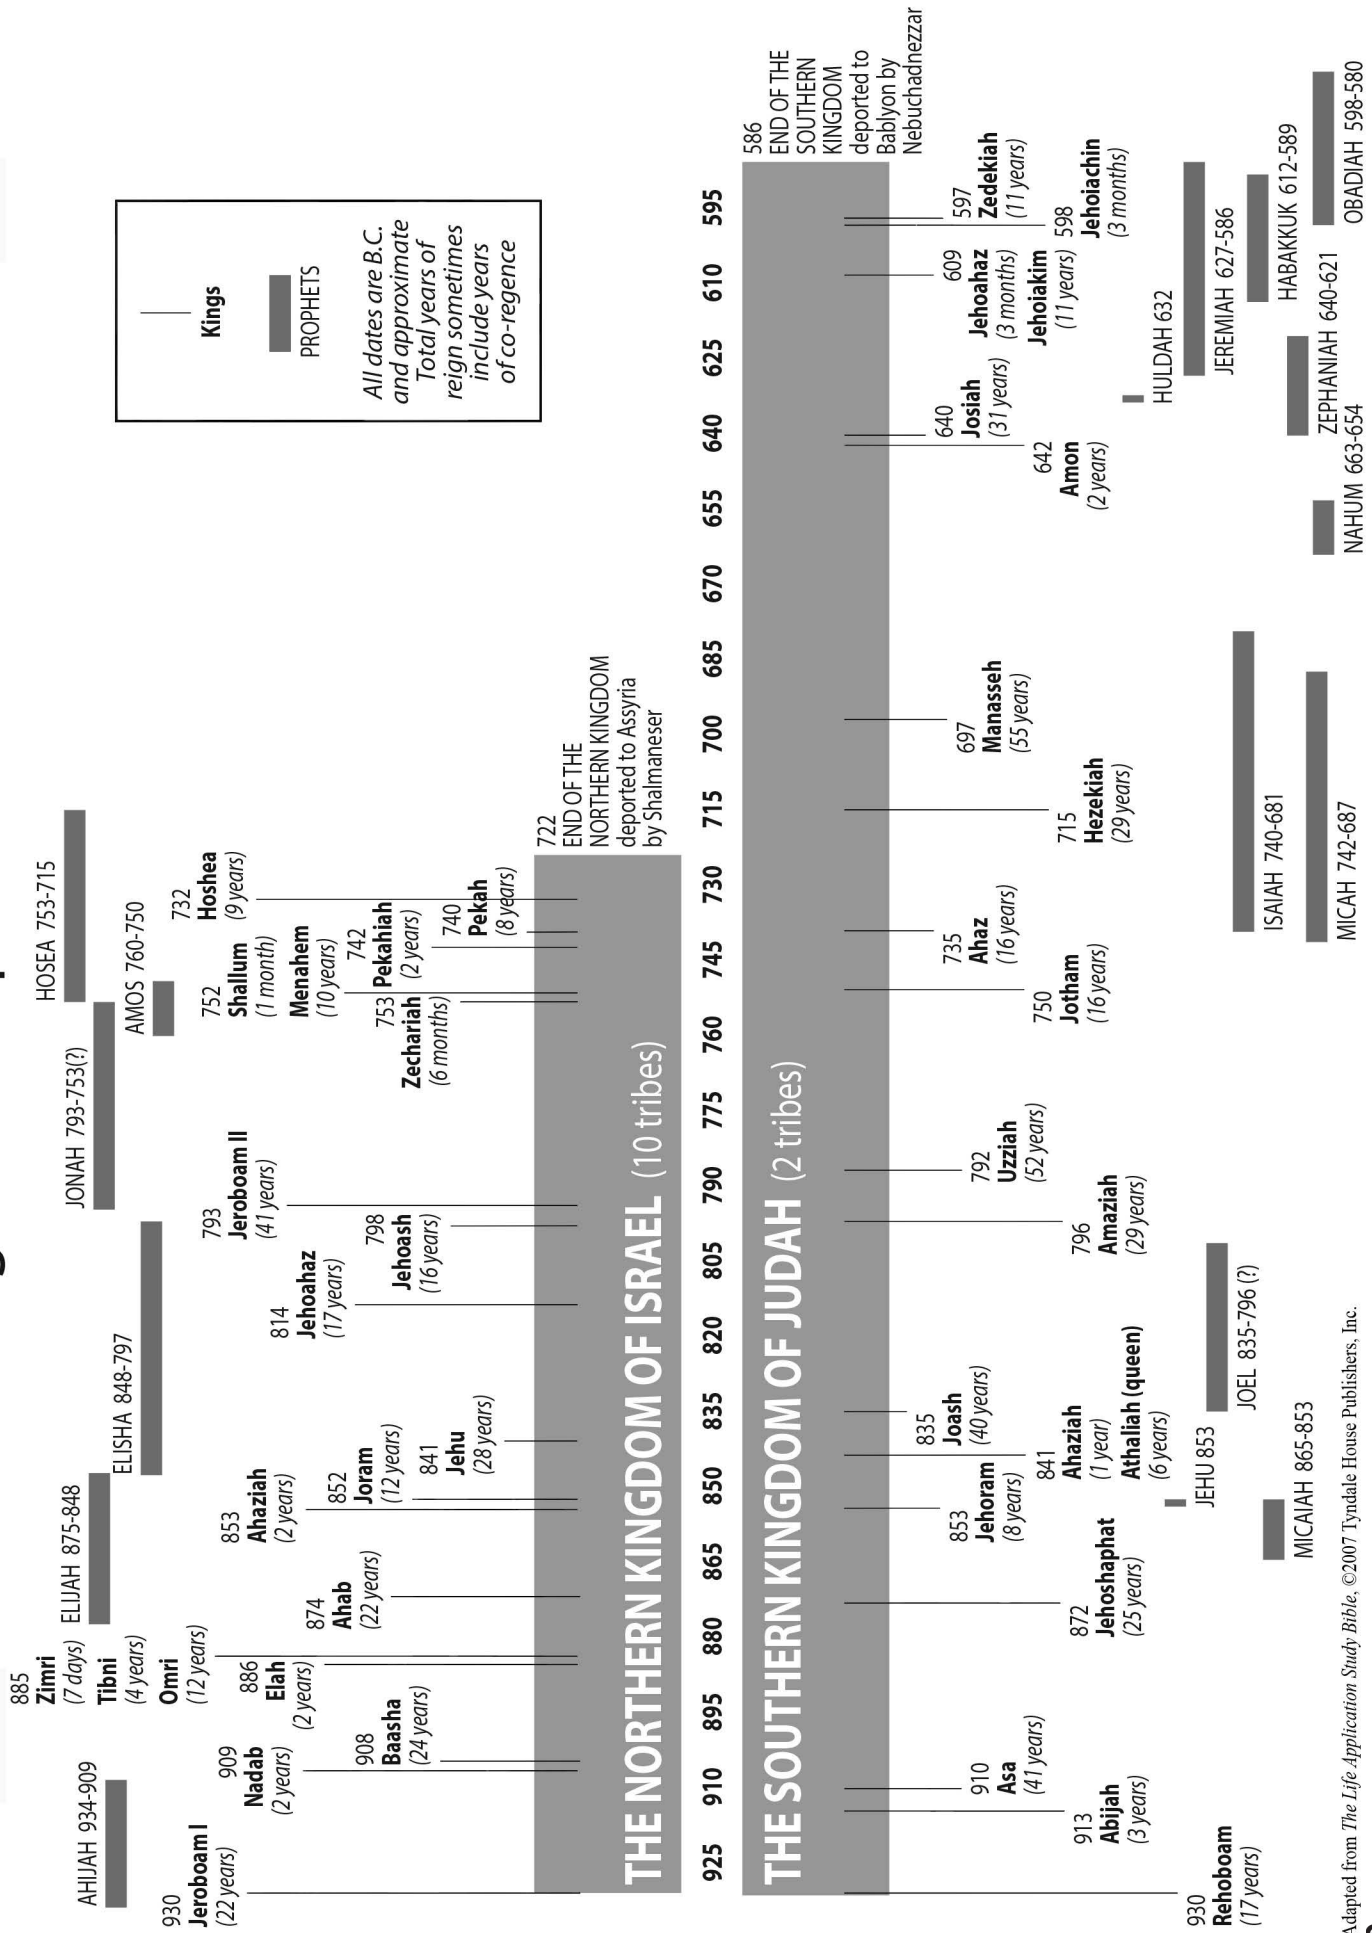 AHIJAH 934-909
ELIJAH 875-848
ELISHA 848-797
JONAH 793-753(?)
HOSEA 753-715
AMOS 760-750
930
Jeroboam I
(22 years)
909
Nadab
(2 years)
908
Baasha
(24 years)
886
Elah
(2 years)
885
Zimri
(7 days)
Tibni
(4 years)
Omri
(12 years)
874
Ahab
(22 years)
853
Ahaziah
(2 years)
852
Joram
(12 years)
841
Jehu
(28 years)
814
Jehoahaz
(17 years)
798
Jehoash
(16 years)
793
Jeroboam II
(41 years)
753
Zechariah
(6 months)
752
Shallum
(1 month)
Menahem
(10 years)
742
Pekahiah
(2 years)
740
Pekah
(8 years)
732
Hoshea
(9 years)
722
END OF THE
NORTHERN KINGDOM
deported to Assyria
by Shalmaneser
Kings
PROPHETS
All dates are B.C.
and approximate
Total years of
reign sometimes
include years
of co-regence
THE NORTHERN KINGDOM OF ISRAEL (10 tribes)
925 910 895 880 865 850 835 820 805 790 775 760 745 730 715 700 685 670 655 640 625 610 595
THE SOUTHERN KINGDOM OF JUDAH (2 tribes)
586
END OF THE
SOUTHERN
KINGDOM
deported to
Bablyon by
Nebuchadnezzar
930
Rehoboam
(17 years)
913
Abijah
(3 years)
910
Asa
(41 years)
872
Jehoshaphat
(25 years)
853
Jehoram
(8 years)
841
Ahaziah
(1 year)
Athaliah (queen)
(6 years)
835
Joash
(40 years)
796
Amaziah
(29 years)
792
Uzziah
(52 years)
750
Jotham
(16 years)
735
Ahaz
(16 years)
715
Hezekiah
(29 years)
697
Manasseh
(55 years)
642
Amon
(2 years)
640
Josiah
(31 years)
609
Jehoahaz
(3 months)
Jehoiakim
(11 years)
598
Jehoiachin
(3 months)
597
Zedekiah
(11 years)
JEHU 853
MICAIAH 865-853
JOEL 835-796 (?)
ISAIAH 740-681
MICAH 742-687
NAHUM 663-654
ZEPHANIAH 640-621
HULDAH 632
JEREMIAH 627-586
HABAKKUK 612-589
OBADIAH 598-580
Adapted from The Life Application Study Bible, ©2007 Tyndale House Publishers, Inc.